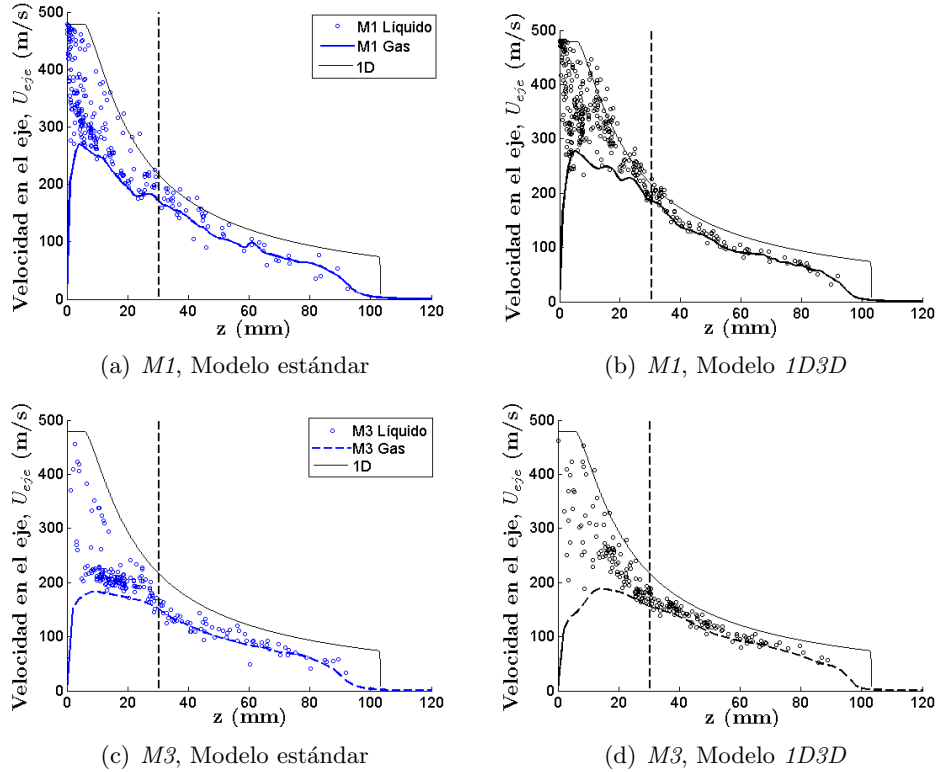 Velocidad en el eje, U_eje (m/s)
500
400
300
200
100
0
0 20 40 60 80 100 120
z (mm)
M1 Líquido
M1 Gas
1D
(a) M1, Modelo estándar
Velocidad en el eje, U_eje (m/s)
500
400
300
200
100
0
0 20 40 60 80 100 120
z (mm)
(b) M1, Modelo 1D3D
Velocidad en el eje, U_eje (m/s)
500
400
300
200
100
0
0 20 40 60 80 100 120
z (mm)
M3 Líquido
M3 Gas
1D
(c) M3, Modelo estándar
Velocidad en el eje, U_eje (m/s)
500
400
300
200
100
0
0 20 40 60 80 100 120
z (mm)
(d) M3, Modelo 1D3D